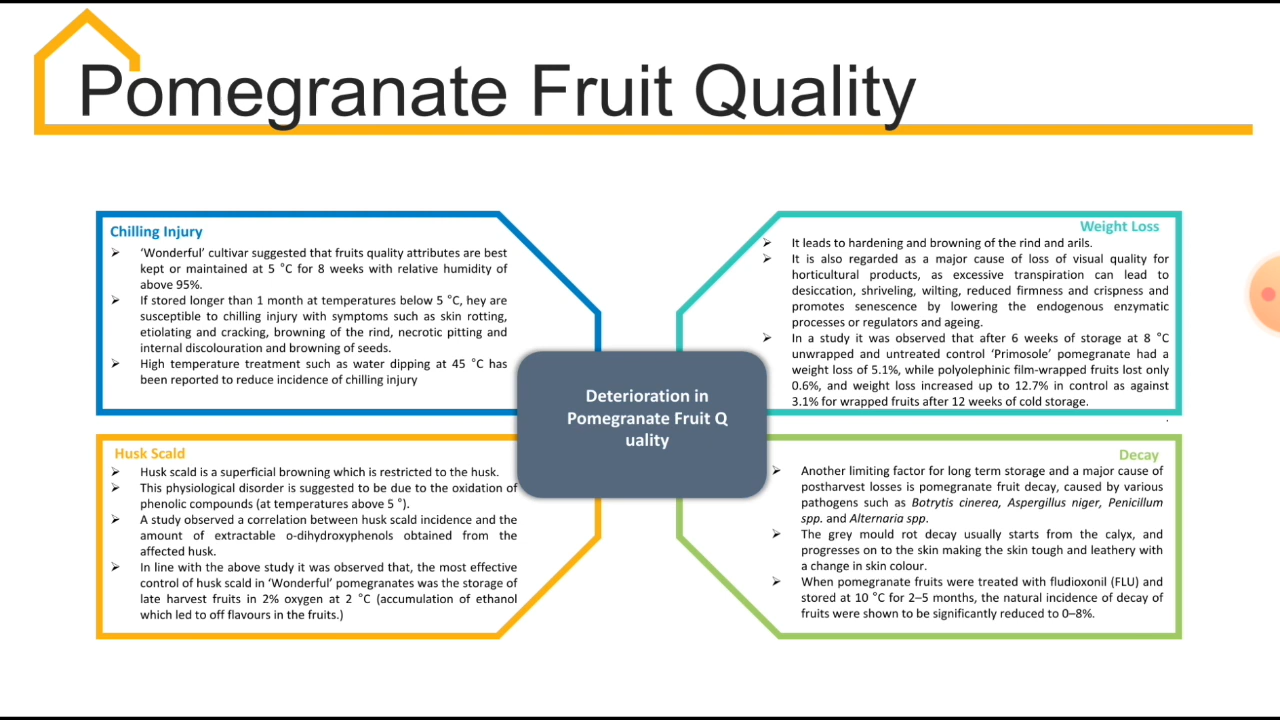 Pomegranate Fruit Quality
Chilling Injury
➢ ‘Wonderful’ cultivar suggested that fruits quality attributes are best
kept or maintained at 5 °C for 8 weeks with relative humidity of
above 95%.
➢ If stored longer than 1 month at temperatures below 5 °C, hey are
susceptible to chilling injury with symptoms such as skin rotting,
etiolating and cracking, browning of the rind, necrotic pitting and
internal discolouration and browning of seeds.
➢ High temperature treatment such as water dipping at 45 °C has
been reported to reduce incidence of chilling injury
Weight Loss
➢ It leads to hardening and browning of the rind and arils.
➢ It is also regarded as a major cause of loss of visual quality for
horticultural products, as excessive transpiration can lead to
desiccation, shriveling, wilting, reduced firmness and crispness and
promotes senescence by lowering the endogenous enzymatic
processes or regulators and ageing.
➢ In a study it was observed that after 6 weeks of storage at 8 °C
unwrapped and untreated control ‘Primosole’ pomegranate had a
weight loss of 5.1%, while polyolephinic film-wrapped fruits lost only
0.6%, and weight loss increased up to 12.7% in control as against
3.1% for wrapped fruits after 12 weeks of cold storage.
.
Deterioration in
Pomegranate Fruit Q
uality
Husk Scald
➢ Husk scald is a superficial browning which is restricted to the husk.
➢ This physiological disorder is suggested to be due to the oxidation of
phenolic compounds (at temperatures above 5 °).
➢ A study observed a correlation between husk scald incidence and the
amount of extractable o-dihydroxyphenols obtained from the
affected husk.
➢ In line with the above study it was observed that, the most effective
control of husk scald in ‘Wonderful’ pomegranates was the storage of
late harvest fruits in 2% oxygen at 2 °C (accumulation of ethanol
which led to off flavours in the fruits.)
Decay
➢ Another limiting factor for long term storage and a major cause of
postharvest losses is pomegranate fruit decay, caused by various
pathogens such as Botrytis cinerea, Aspergillus niger, Penicillum
spp. and Alternaria spp.
➢ The grey mould rot decay usually starts from the calyx, and
progresses on to the skin making the skin tough and leathery with
a change in skin colour.
➢ When pomegranate fruits were treated with fludioxonil (FLU) and
stored at 10 °C for 2–5 months, the natural incidence of decay of
fruits were shown to be significantly reduced to 0–8%.